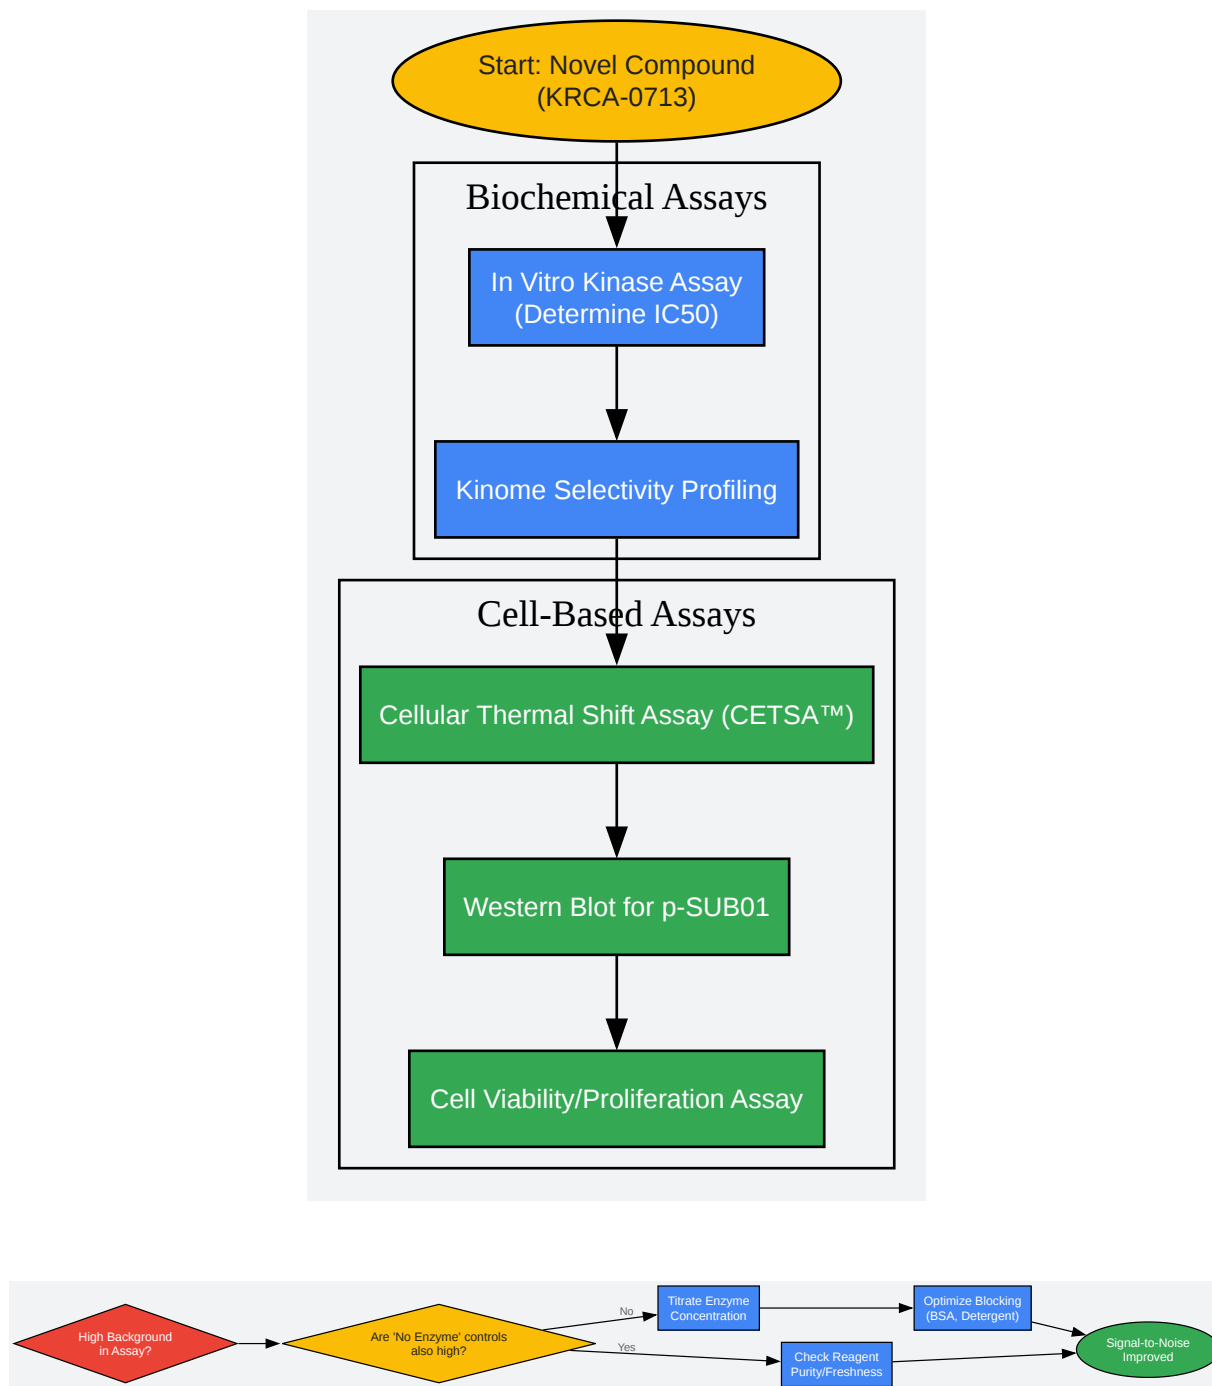 Start: Novel Compound
(KRCA-0713)
Biochemical Assays
In Vitro Kinase Assay
(Determine IC50)
Kinome Selectivity Profiling
Cell-Based Assays
Cellular Thermal Shift Assay (CETSA™)
Western Blot for p-SUB01
Cell Viability/Proliferation Assay
High Background
in Assay?
Are 'No Enzyme' controls
also high?
No
Yes
Titrate Enzyme
Concentration
Optimize Blocking
(BSA, Detergent)
Check Reagent
Purity/Freshness
Signal-to-Noise
Improved